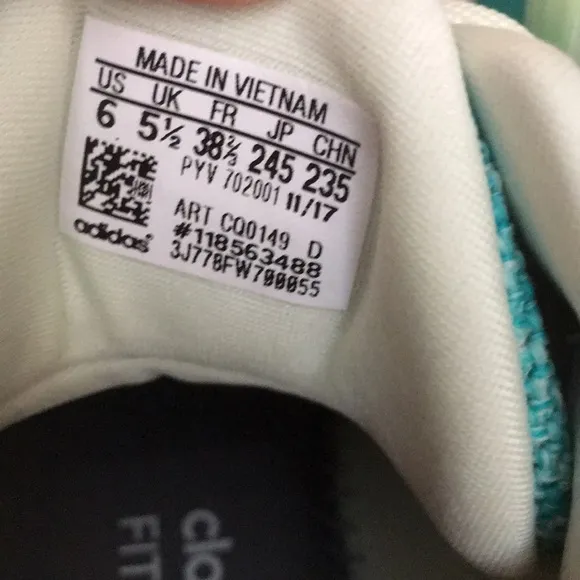 MADE IN VIETNAM
US UK FR JP CHN
6 5½ 38⅔ 245 235
PYV 702001 11/17
ART CQ0149 D
#118563488
3J778FW700055
adidas
FIT